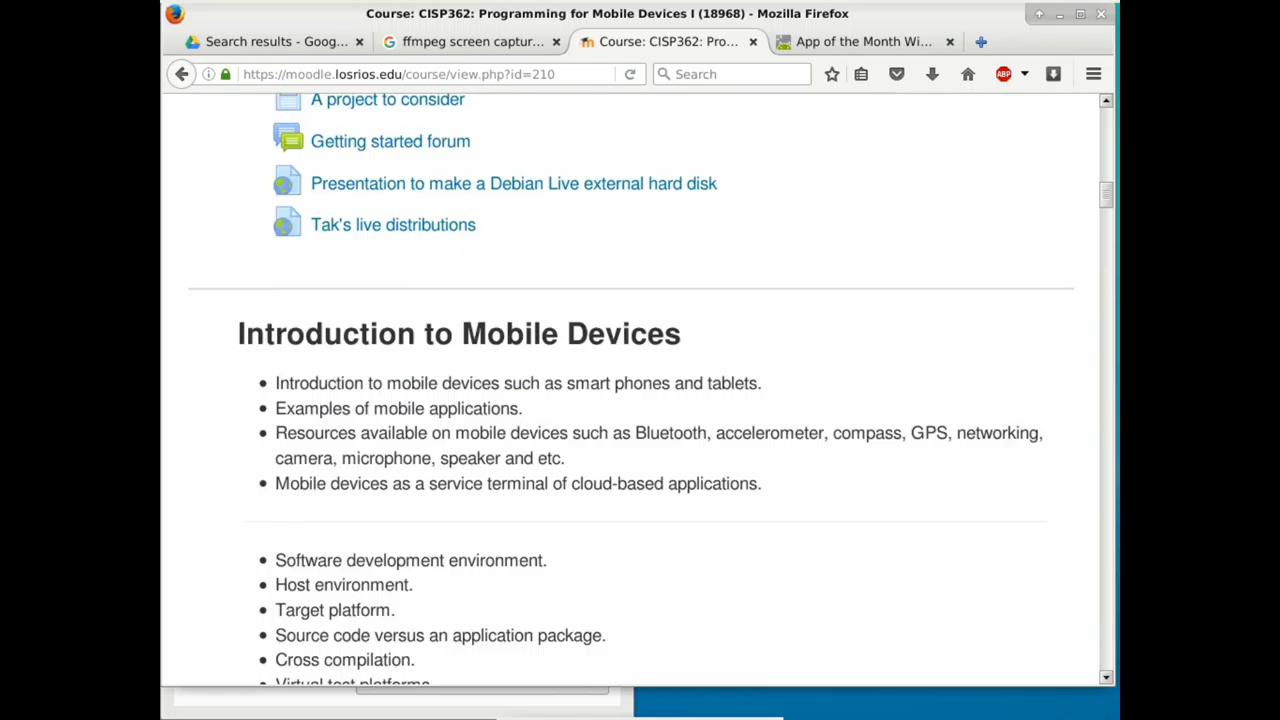 Course: CISP362: Programming for Mobile Devices I (18968) - Mozilla Firefox
Search results - Goog...
ffmpeg screen captur...
Course: CISP362: Pro...
App of the Month Wi...
https://moodle.losrios.edu/course/view.php?id=210
Search
ABP
A project to consider
Getting started forum
Presentation to make a Debian Live external hard disk
Tak's live distributions
Introduction to Mobile Devices
Introduction to mobile devices such as smart phones and tablets.
Examples of mobile applications.
Resources available on mobile devices such as Bluetooth, accelerometer, compass, GPS, networking,
camera, microphone, speaker and etc.
Mobile devices as a service terminal of cloud-based applications.
Software development environment.
Host environment.
Target platform.
Source code versus an application package.
Cross compilation.
Virtual test platforms